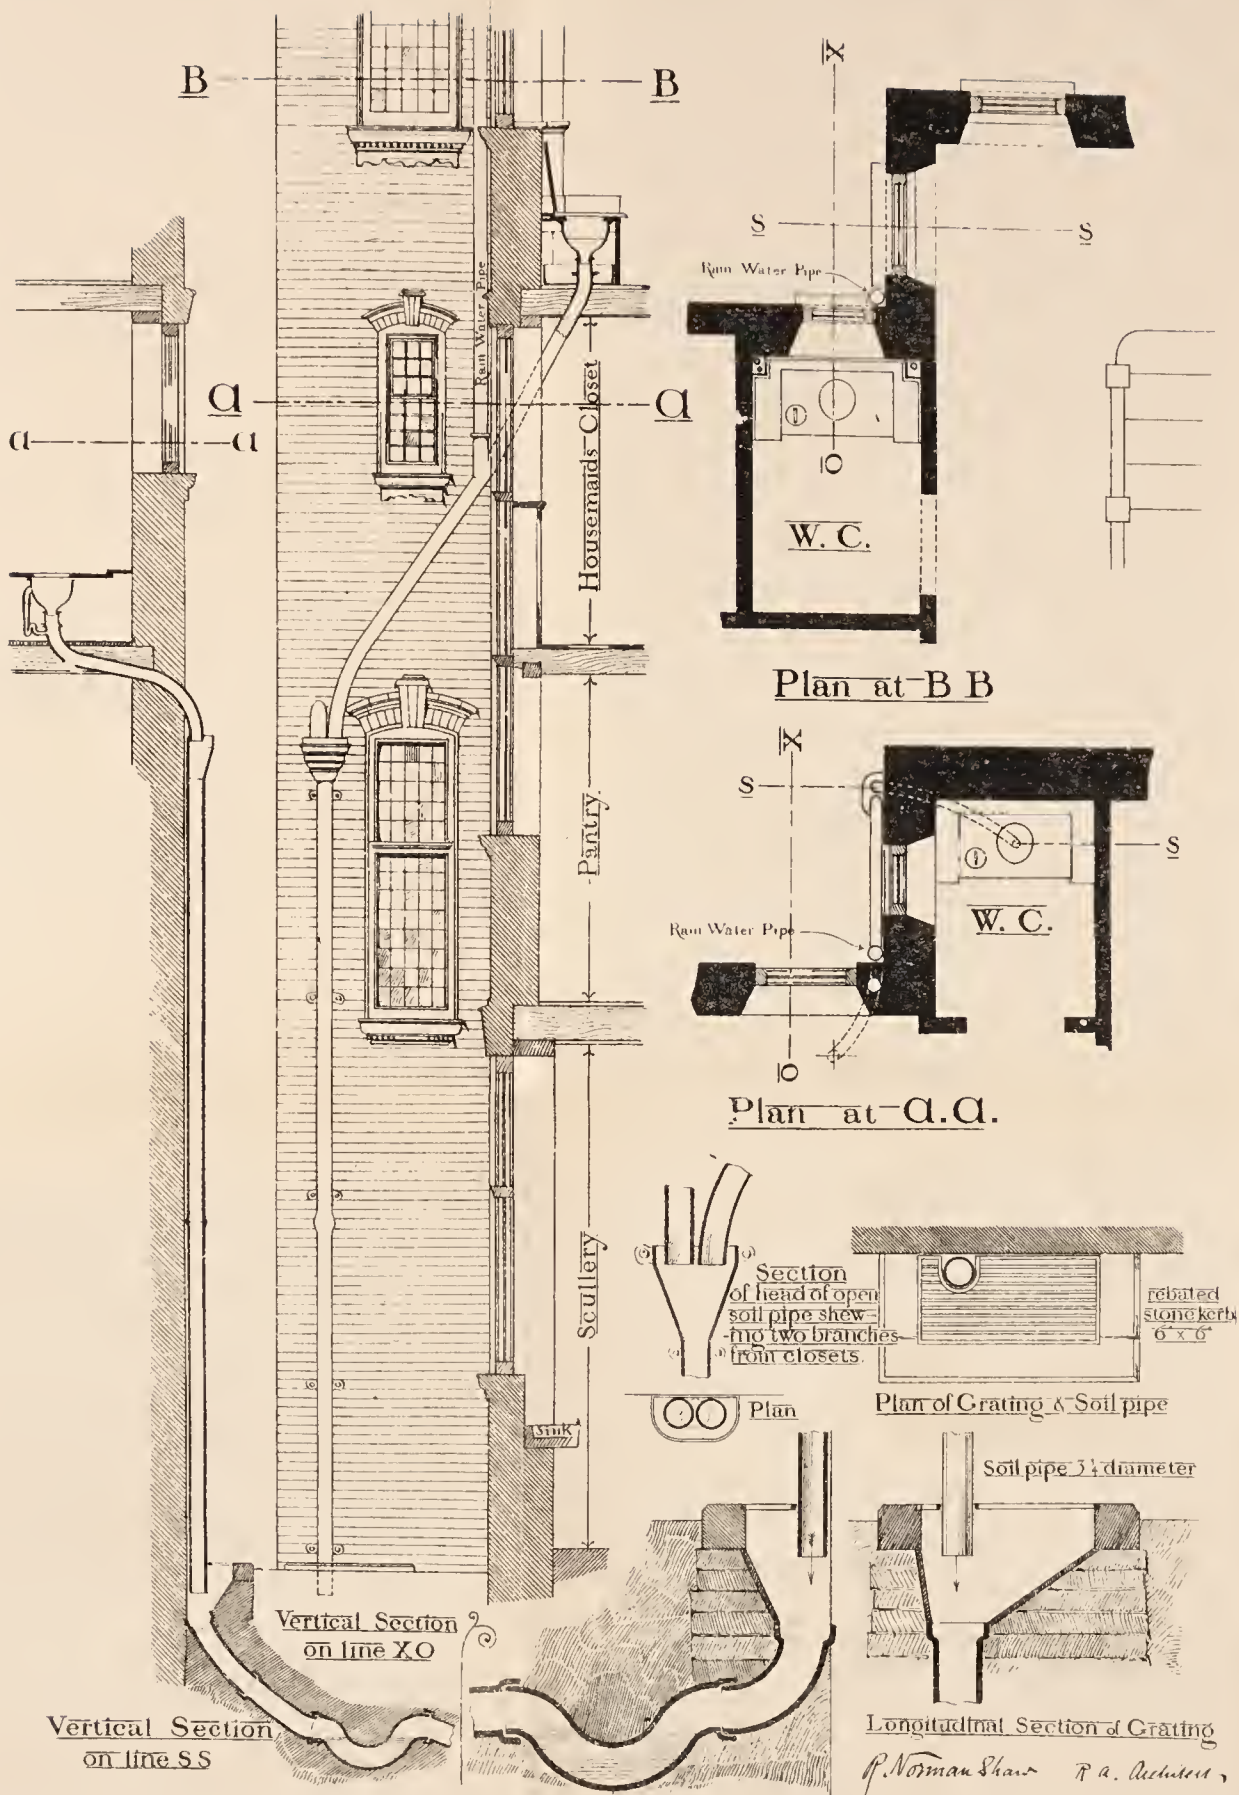 B
B
X
S
S
Rain Water Pipe
Rain Water Pipe
Housemaids Closet
a
a
a
a
O
W. C.
Plan at B B
X
S
S
Pantry
Rain Water Pipe
W. C.
O
Plan at a.a.
Scullery
Section
of head of open
soil pipe shew-
-ing two branches
from closets.
rebated
stone kerb
6" x 6"
Plan
Plan of Grating & Soil pipe
Sink
Soil pipe 3½ diameter
Vertical Section
on line XO
Vertical Section
on line SS
Longitudinal Section of Grating
R. Norman Shaw R a. Architect,